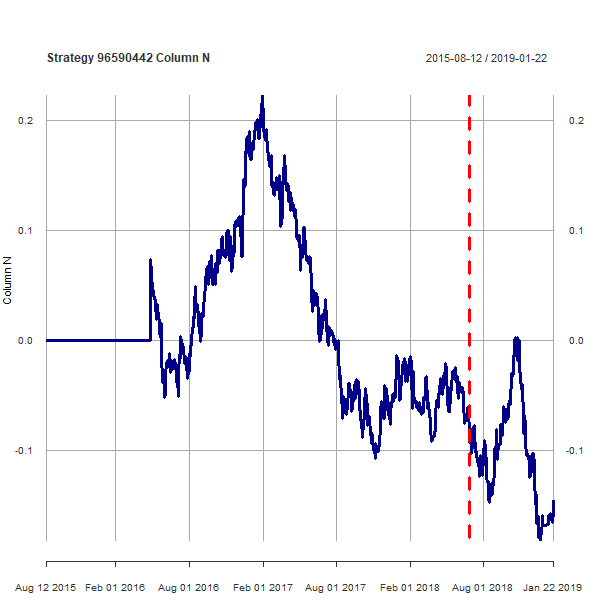 Strategy 96590442 Column N
2015-08-12 / 2019-01-22
0.2
0.2
0.1
0.1
Column N
0.0
0.0
-0.1
-0.1
Aug 12 2015
Feb 01 2016
Aug 01 2016
Feb 01 2017
Aug 01 2017
Feb 01 2018
Aug 01 2018
Jan 22 2019